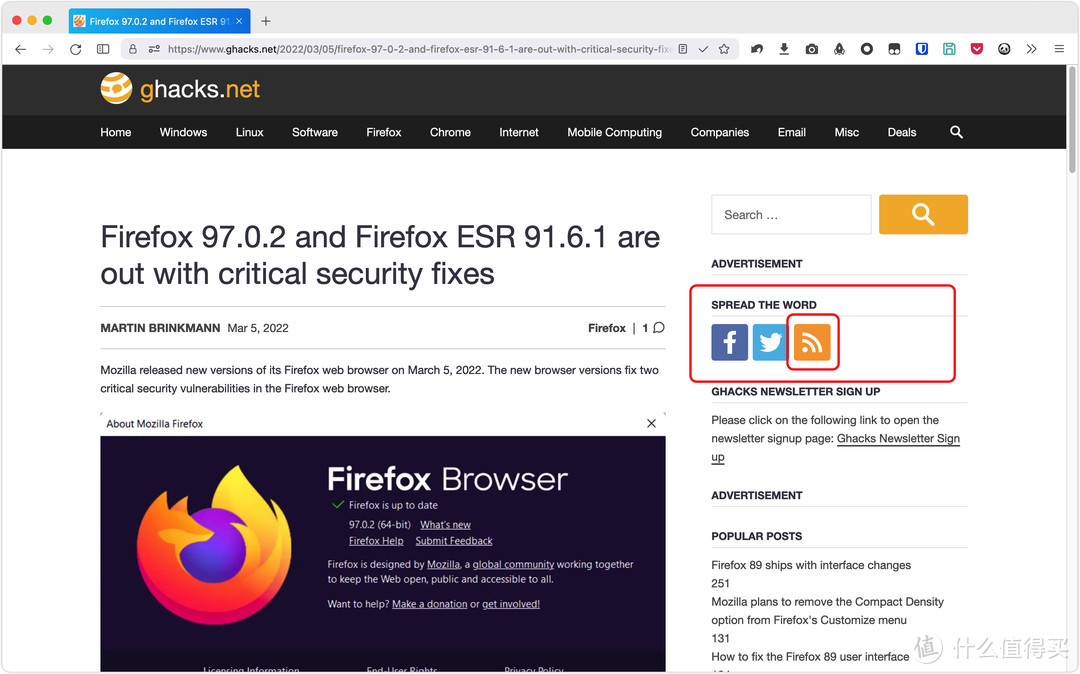 Firefox 97.0.2 and Firefox ESR 91
https://www.ghacks.net/2022/03/05/firefox-97-0-2-and-firefox-esr-91-6-1-are-out-with-critical-security-fixe
ghacks.net
Home Windows Linux Software Firefox Chrome Internet Mobile Computing Companies Email Misc Deals
Firefox 97.0.2 and Firefox ESR 91.6.1 are
out with critical security fixes
MARTIN BRINKMANN Mar 5, 2022
Firefox | 1
Mozilla released new versions of its Firefox web browser on March 5, 2022. The new browser versions fix two
critical security vulnerabilities in the Firefox web browser.
About Mozilla Firefox
Firefox Browser
Firefox is up to date
97.0.2 (64-bit) What's new
Firefox Help Submit Feedback
Firefox is designed by Mozilla, a global community working together
to keep the Web open, public and accessible to all.
Want to help? Make a donation or get involved!
Licensing Information End-User Rights Privacy Policy
Search …
ADVERTISEMENT
SPREAD THE WORD
GHACKS NEWSLETTER SIGN UP
Please click on the following link to open the
newsletter signup page: Ghacks Newsletter Sign
up
ADVERTISEMENT
POPULAR POSTS
Firefox 89 ships with interface changes
251
Mozilla plans to remove the Compact Density
option from Firefox's Customize menu
131
How to fix the Firefox 89 user interface
值 什么值得买